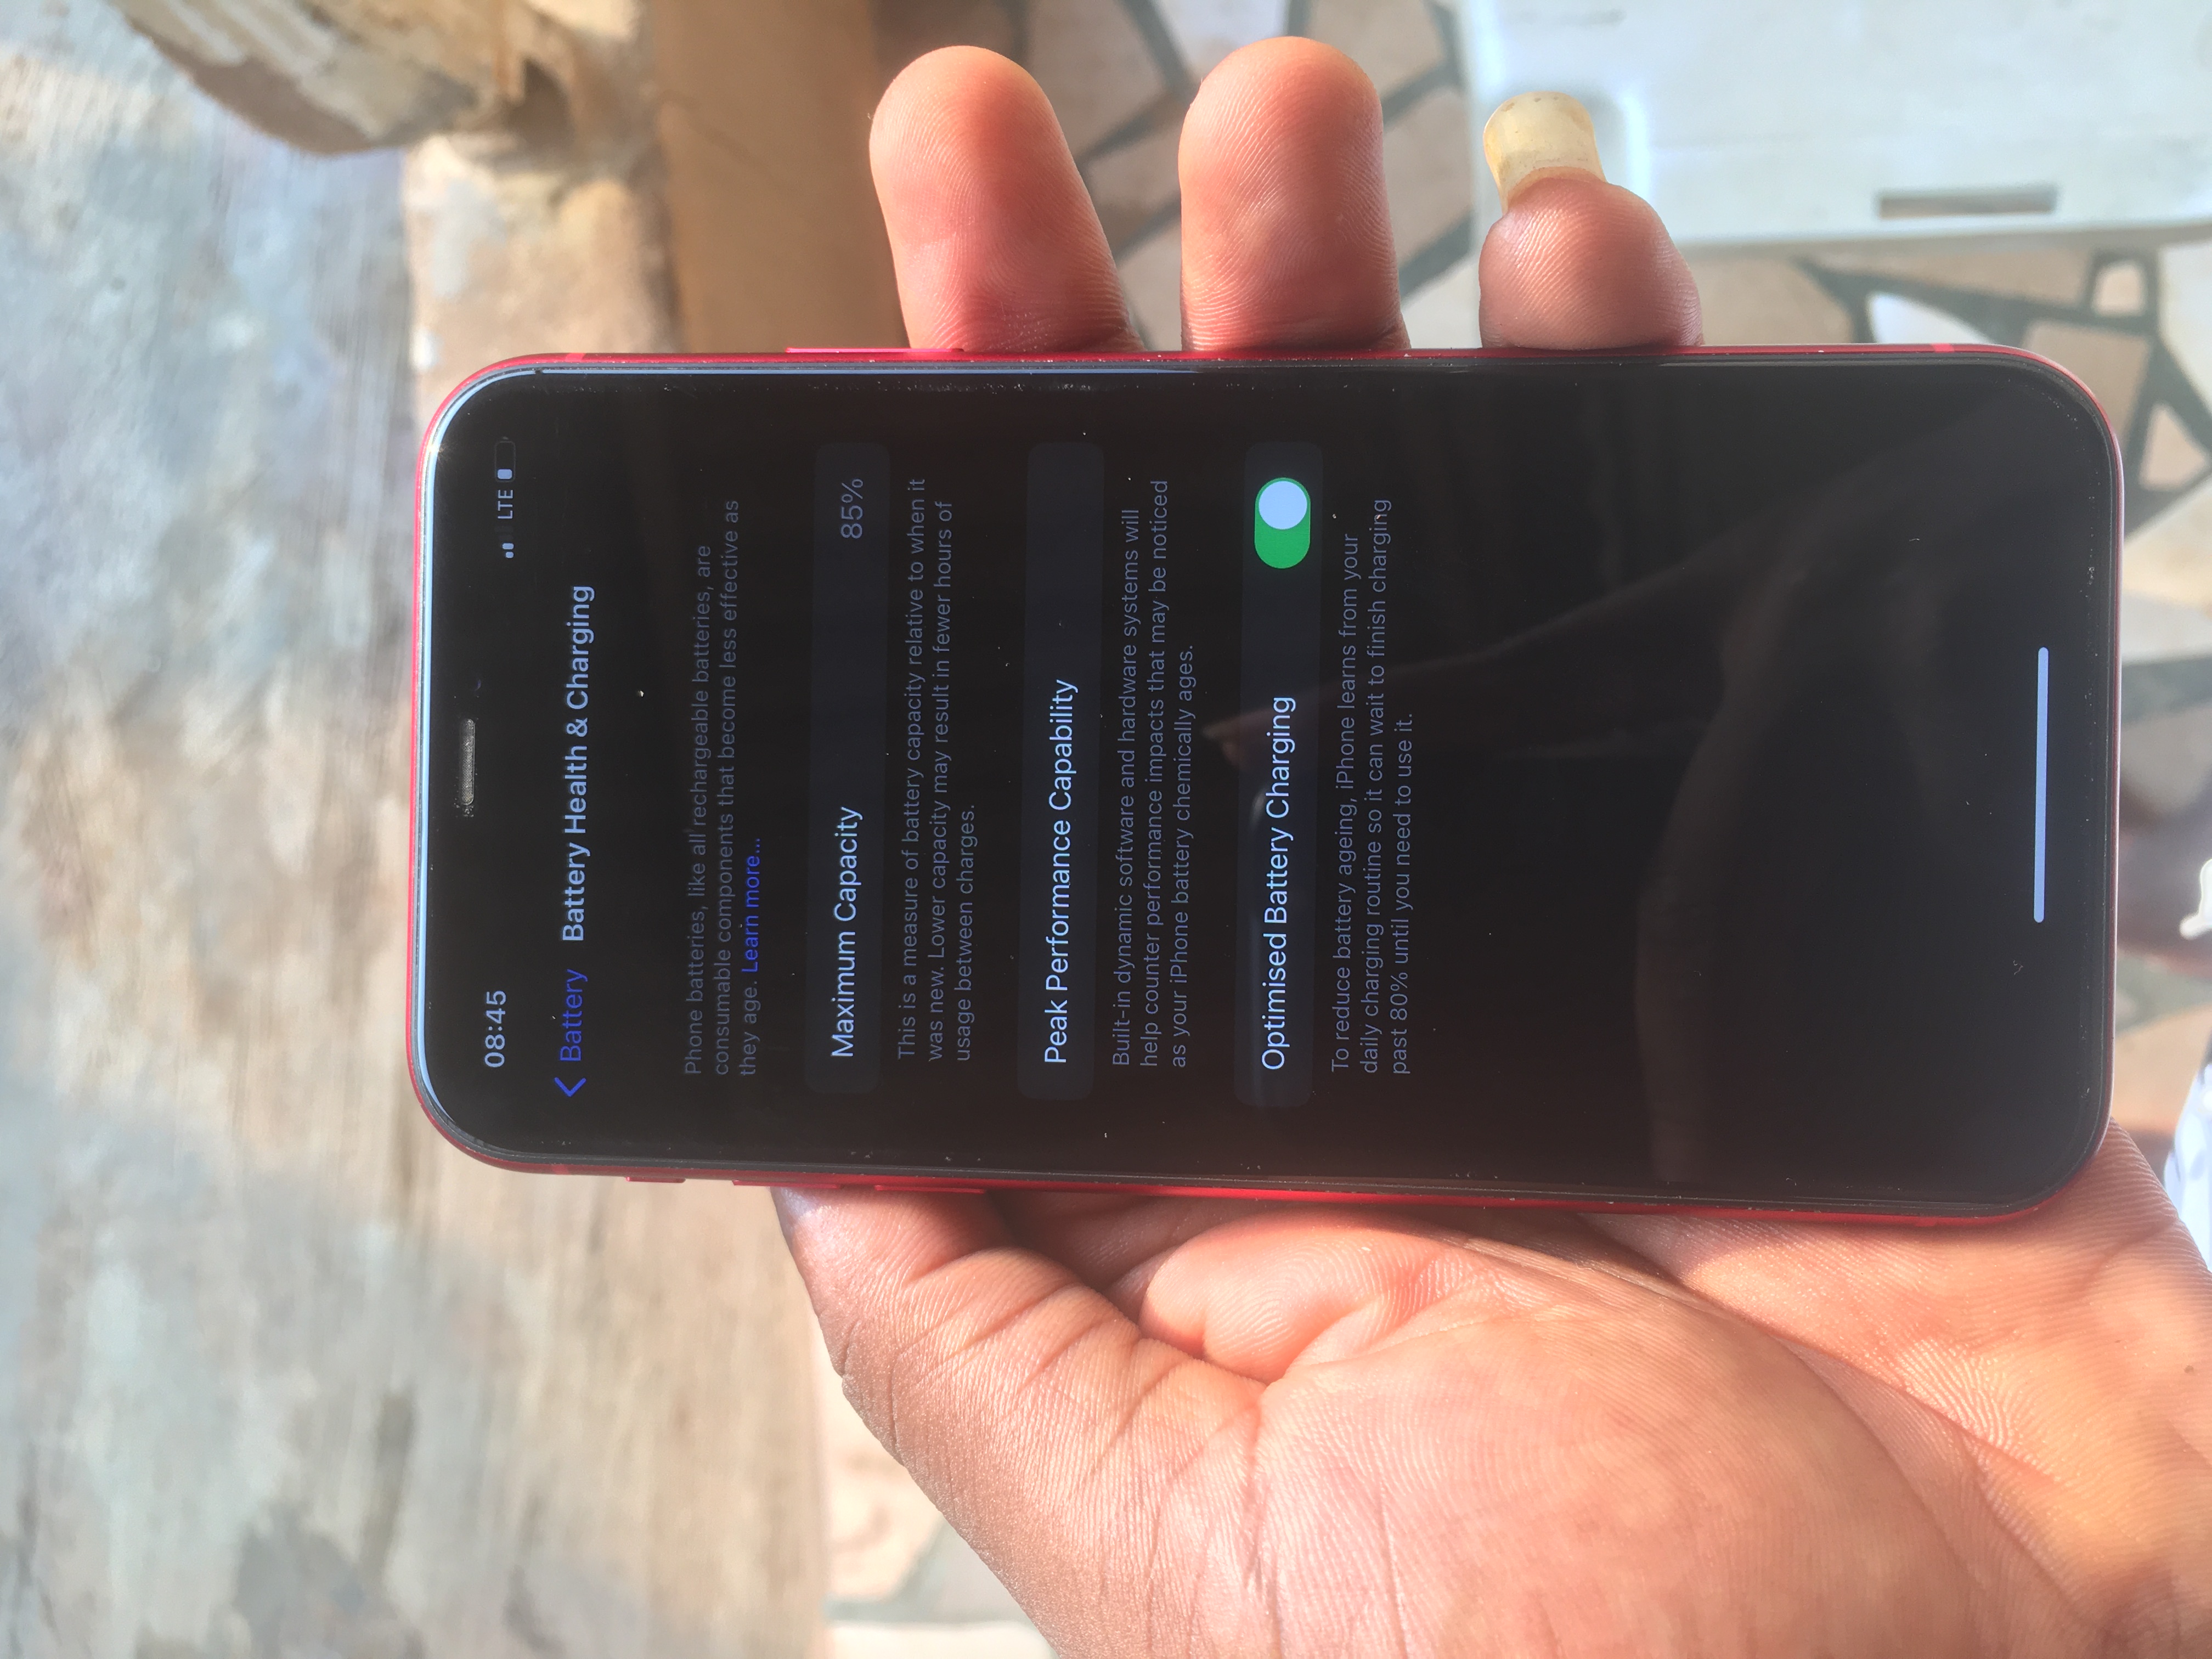 08:45
LTE
Battery
Battery Health & Charging
Phone batteries, like all rechargeable batteries, are
consumable components that become less effective as
they age. Learn more...
Maximum Capacity 85%
This is a measure of battery capacity relative to when it
was new. Lower capacity may result in fewer hours of
usage between charges.
Peak Performance Capability
Built-in dynamic software and hardware systems will
help counter performance impacts that may be noticed
as your iPhone battery chemically ages.
Optimised Battery Charging
To reduce battery ageing, iPhone learns from your
daily charging routine so it can wait to finish charging
past 80% until you need to use it.